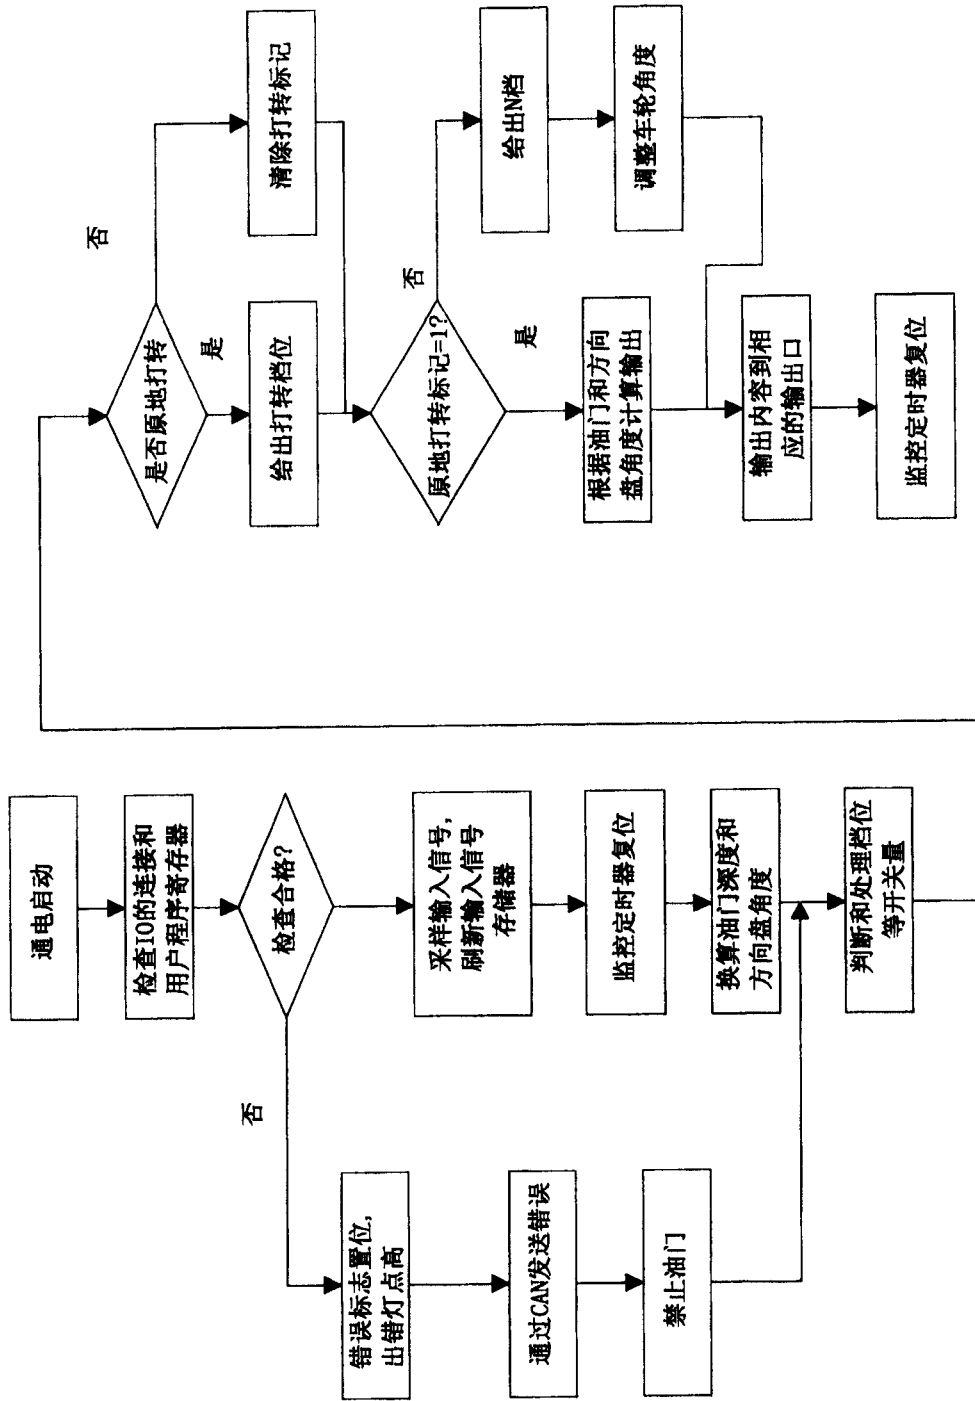 通电启动
检查IO的连接和
用户程序寄存器
检查合格?
否
错误标志置位,
出错灯点高
通过CAN发送错误
禁止油门
采样输入信号,
刷新输入信号
存储器
监控定时器复位
换算油门深度和
方向盘角度
判断和处理档位
等开关量
是否原地打转
否
是
清除打转标记
给出打转档位
原地打转标记=1?
否
是
给出N档
调整车轮角度
根据油门和方向
盘角度计算输出
输出内容到相
应的输出口
监控定时器复位